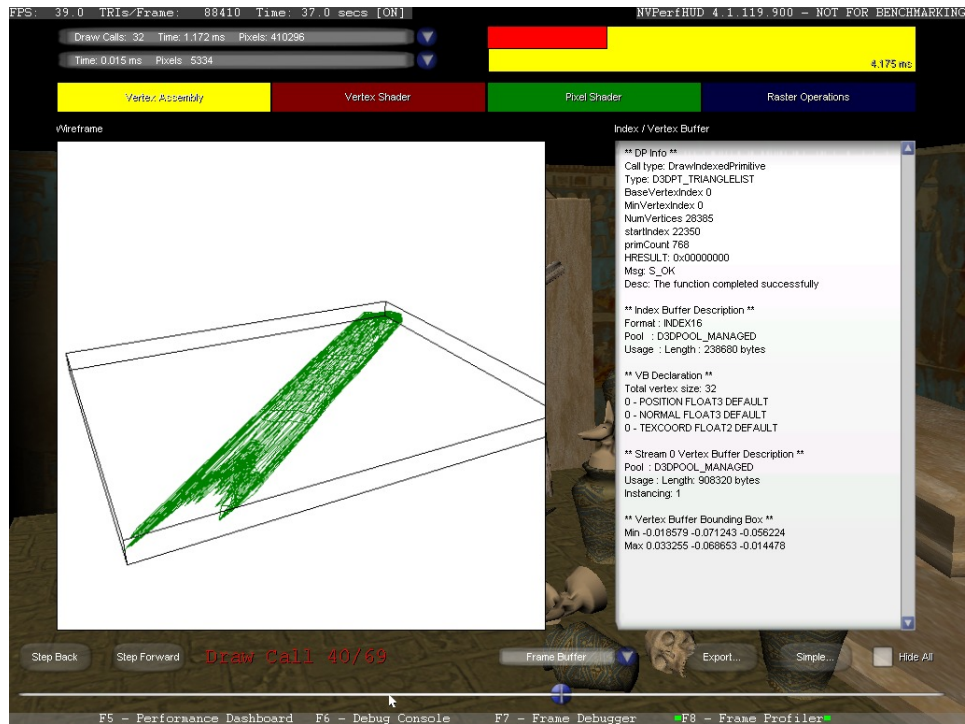 FPS: 39.0 TRIs/Frame: 88410 Time: 37.0 secs [ON] NVPerfHUD 4.1.119.900 - NOT FOR BENCHMARKING
Draw Calls: 32 Time: 1.172 ms Pixels: 410296
Time: 0.015 ms Pixels 5334
4.175 ms
Vertex Assembly Vertex Shader Pixel Shader Raster Operations
Wireframe
Index / Vertex Buffer
** DP Info **
Call type: DrawIndexedPrimitive
Type: D3DPT_TRIANGLELIST
BaseVertexIndex 0
MinVertexIndex 0
NumVertices 28385
startIndex 22350
primCount 768
HRESULT: 0x00000000
Msg: S_OK
Desc: The function completed successfully
** Index Buffer Description **
Format : INDEX16
Pool : D3DPOOL_MANAGED
Usage : Length : 238680 bytes
** VB Declaration **
Total vertex size: 32
0 - POSITION FLOAT3 DEFAULT
0 - NORMAL FLOAT3 DEFAULT
0 - TEXCOORD FLOAT2 DEFAULT
** Stream 0 Vertex Buffer Description **
Pool : D3DPOOL_MANAGED
Usage : Length: 908320 bytes
Instancing: 1
** Vertex Buffer Bounding Box **
Min -0.018579 -0.071243 -0.056224
Max 0.033255 -0.068653 -0.014478
Step Back Step Forward Draw Call 40/69 Frame Buffer Export... Simple... Hide All
F5 - Performance Dashboard F6 - Debug Console F7 - Frame Debugger F8 - Frame Profiler